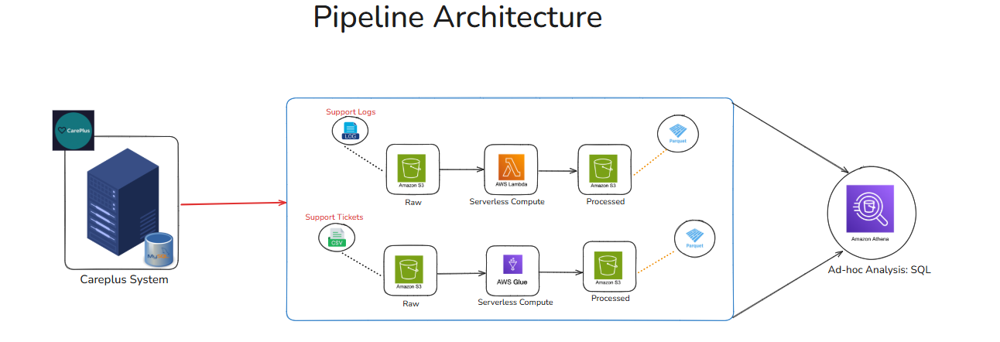 Pipeline Architecture
CarePlus
Careplus System
Support Logs
LOG
Amazon S3
Raw
AWS Lambda
Serverless Compute
Amazon S3
Processed
Parquet
Support Tickets
CSV
Amazon S3
Raw
AWS Glue
Serverless Compute
Amazon S3
Processed
Parquet
Amazon Athena
Ad-hoc Analysis: SQL